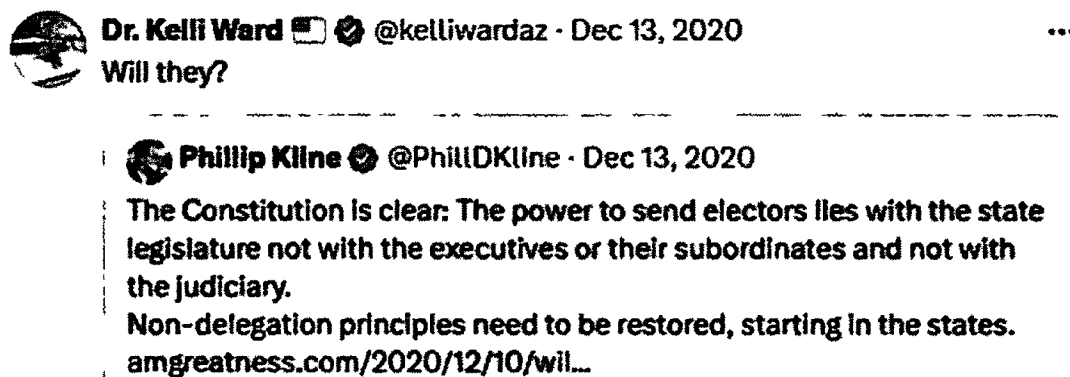 Dr. Kelli Ward @kelliwardaz · Dec 13, 2020
Will they?
Phillip Kline @PhillDKline · Dec 13, 2020
The Constitution is clear: The power to send electors lies with the state
legislature not with the executives or their subordinates and not with
the judiciary.
Non-delegation principles need to be restored, starting in the states.
amgreatness.com/2020/12/10/wil...